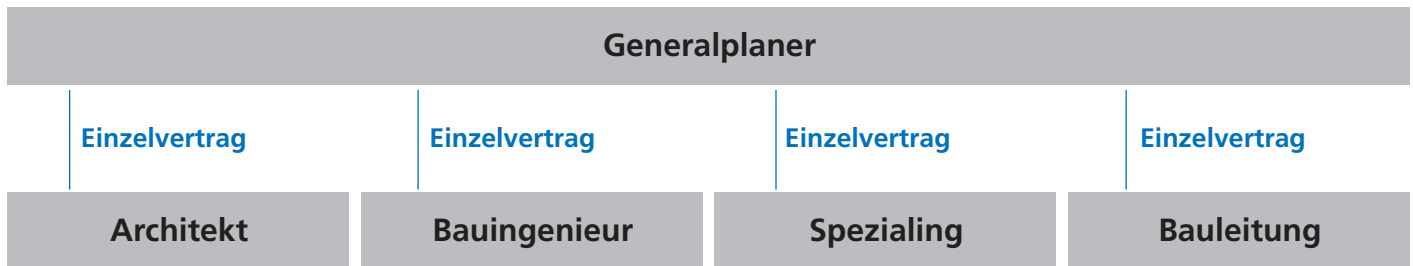 Generalplaner
Einzelvertrag Einzelvertrag Einzelvertrag Einzelvertrag
Architekt Bauingenieur Spezialing Bauleitung